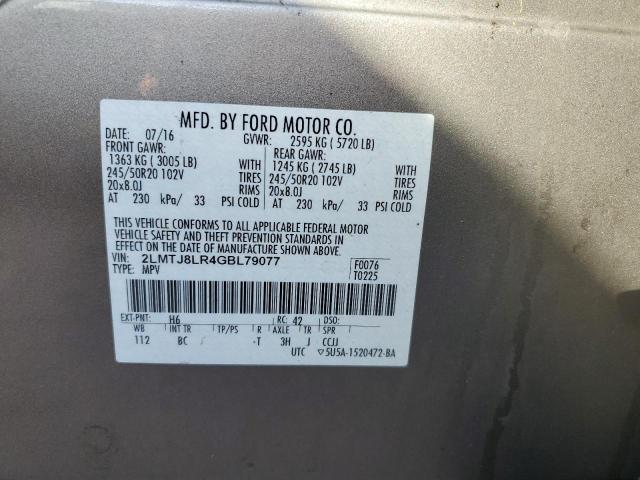 MFD. BY FORD MOTOR CO.
DATE: 07/16 GVWR: 2595 KG ( 5720 LB)
FRONT GAWR: REAR GAWR:
1363 KG ( 3005 LB) WITH 1245 KG ( 2745 LB) WITH
245/50R20 102V TIRES 245/50R20 102V TIRES
20x8.0J RIMS 20x8.0J RIMS
AT 230 kPa/ 33 PSI COLD AT 230 kPa/ 33 PSI COLD
THIS VEHICLE CONFORMS TO ALL APPLICABLE FEDERAL MOTOR
VEHICLE SAFETY AND THEFT PREVENTION STANDARDS IN
EFFECT ON THE DATE OF MANUFACTURE SHOWN ABOVE.
VIN: 2LMTJ8LR4GBL79077 F0076
TYPE: MPV T0225
EXT-PNT: H6 RC: 42 DSO:
WB INT TR TP/PS R AXLE TR SPR
112 BC -T 3H J CCJJ
UTC ▽5U5A-1520472-BA